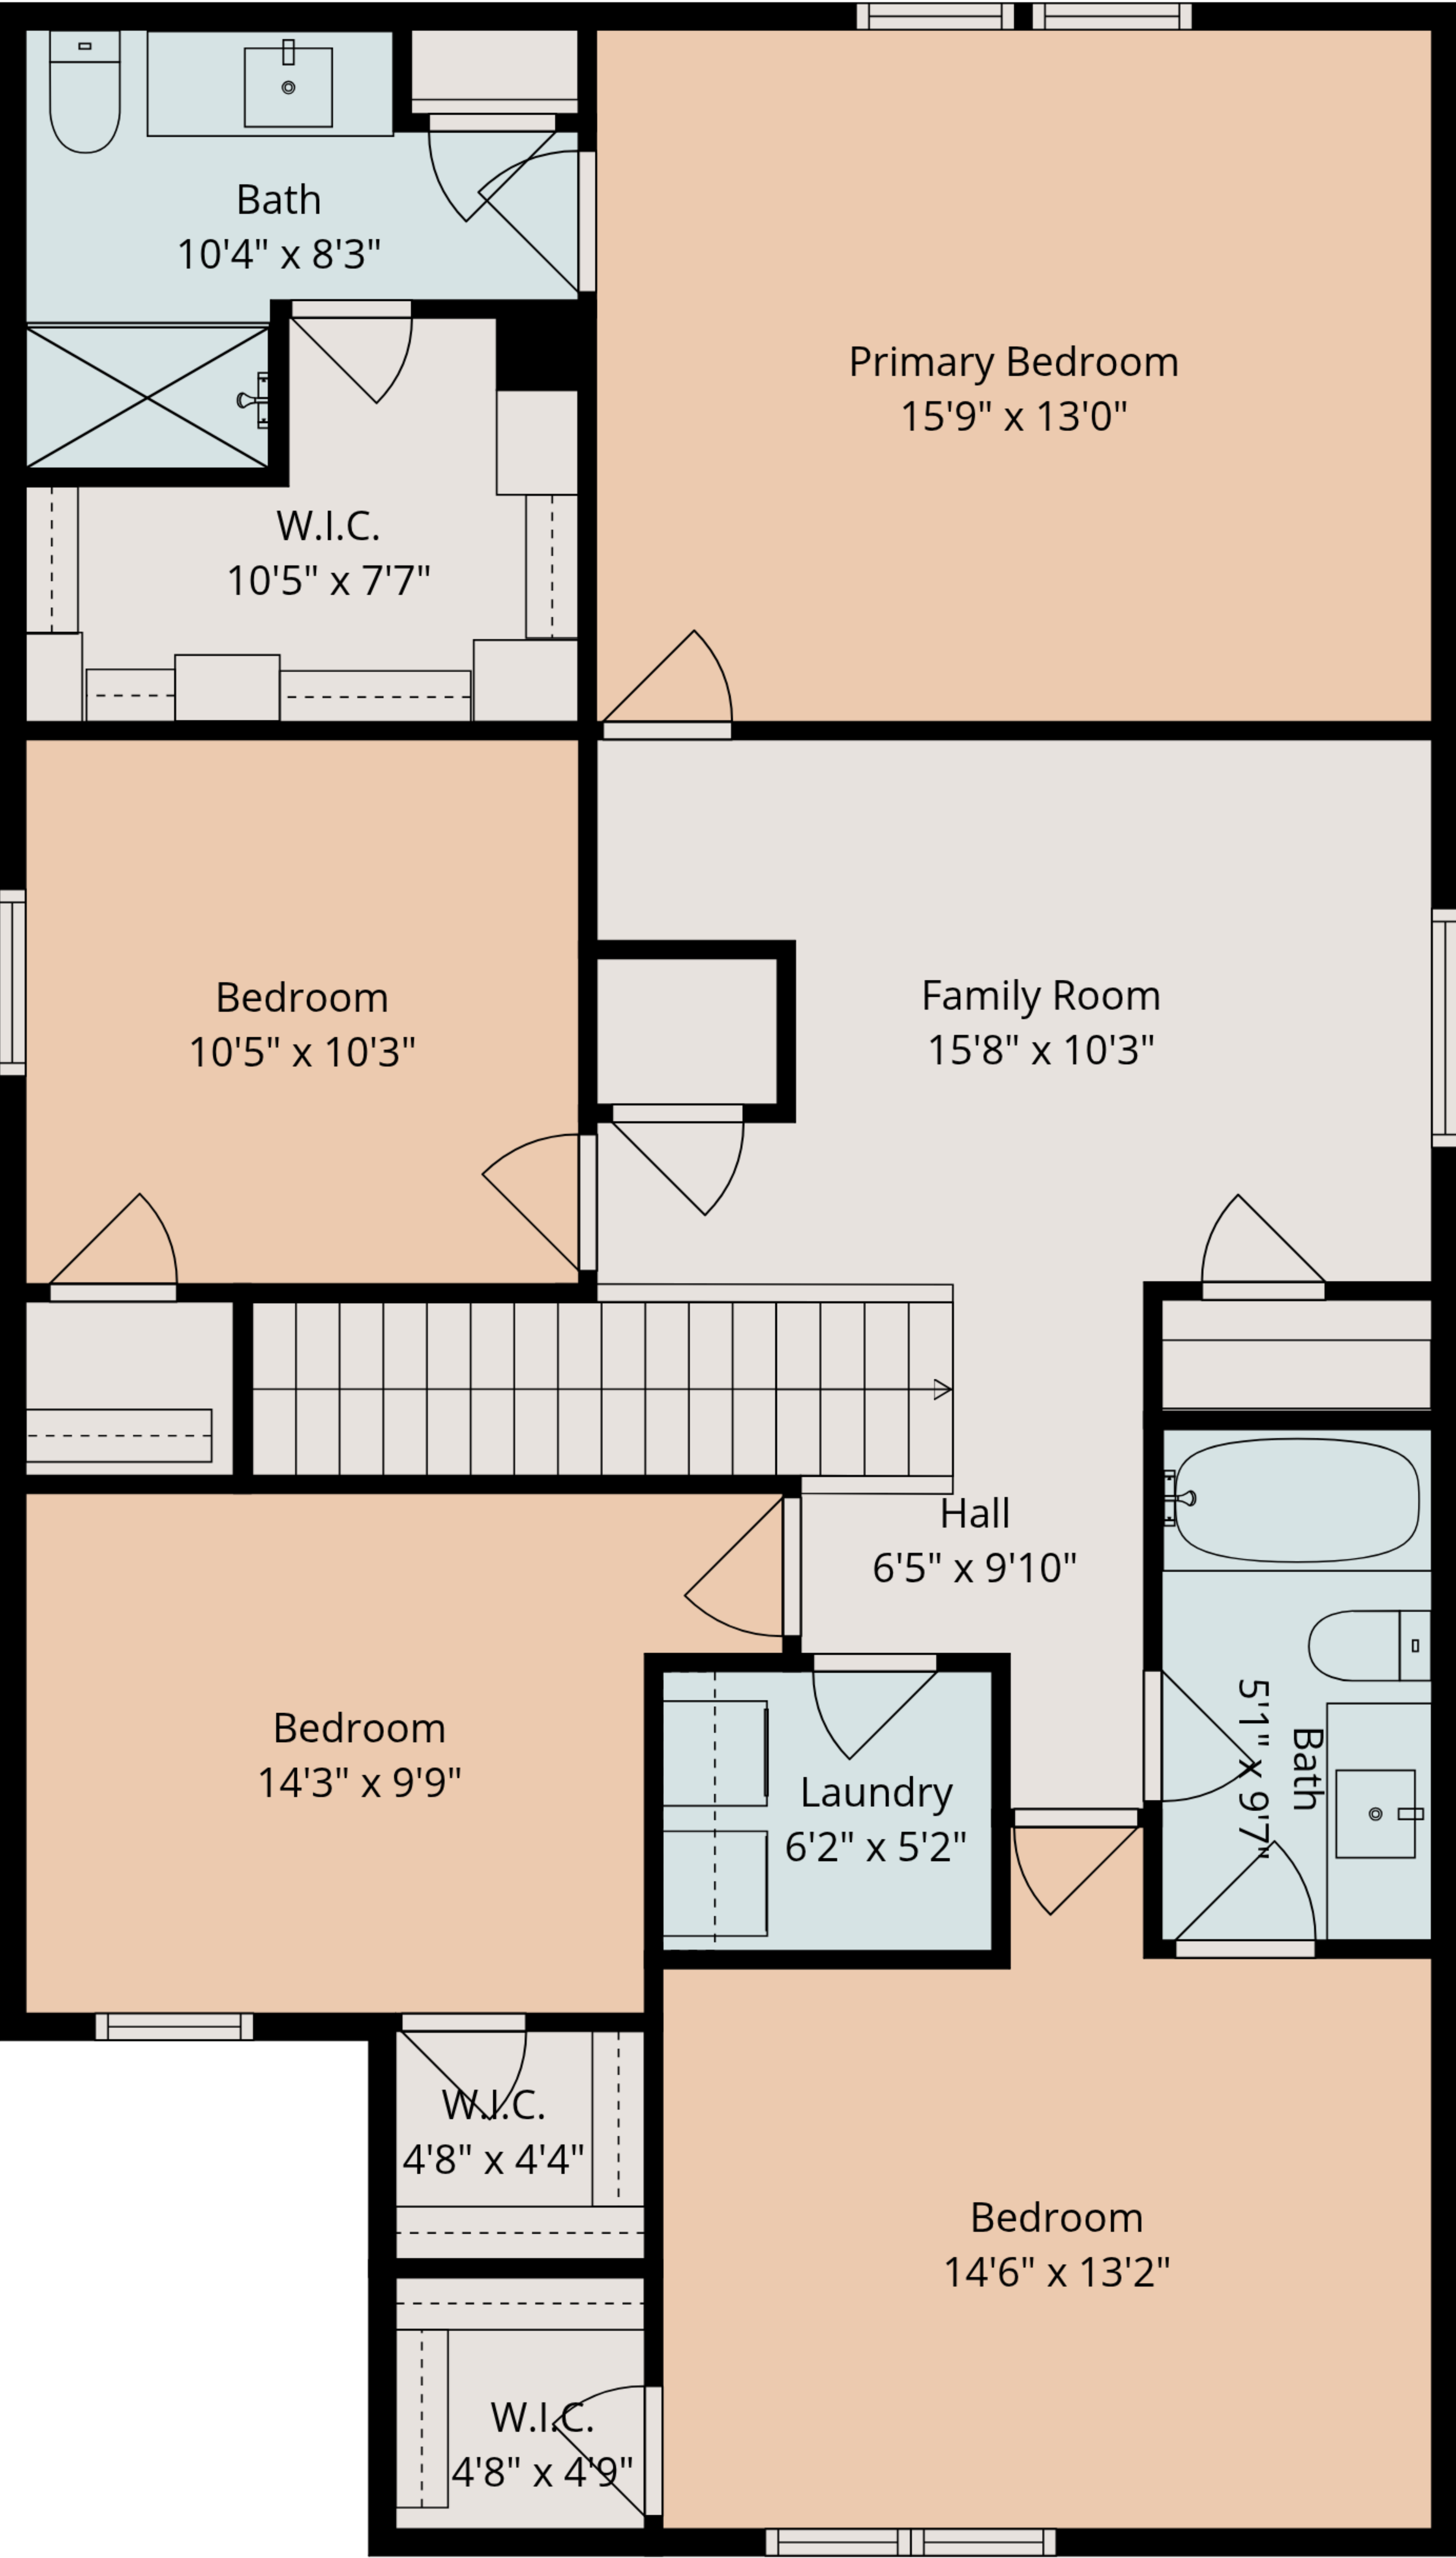 Bath
10'4" x 8'3"
Primary Bedroom
15'9" x 13'0"
W.I.C.
10'5" x 7'7"
Bedroom
10'5" x 10'3"
Family Room
15'8" x 10'3"
Hall
6'5" x 9'10"
Bedroom
14'3" x 9'9"
Laundry
6'2" x 5'2"
Bath
5'1" x 9'7"
W.I.C.
4'8" x 4'4"
Bedroom
14'6" x 13'2"
W.I.C.
4'8" x 4'9"